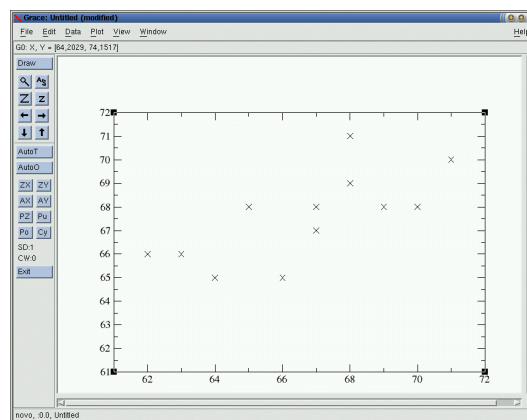 Grace: Untitled (modified)
File Edit Data Plot View Window Help
G0: X, Y = [64,2029, 74,1517]
Draw
AS
Z z
AutoT
AutoO
ZX ZY
AX AY
PZ Pu
Po Cy
SD:1
CW:0
Exit
72
71
70
69
68
67
66
65
64
63
62
61
62 64 66 68 70 72
novo, :0.0, Untitled